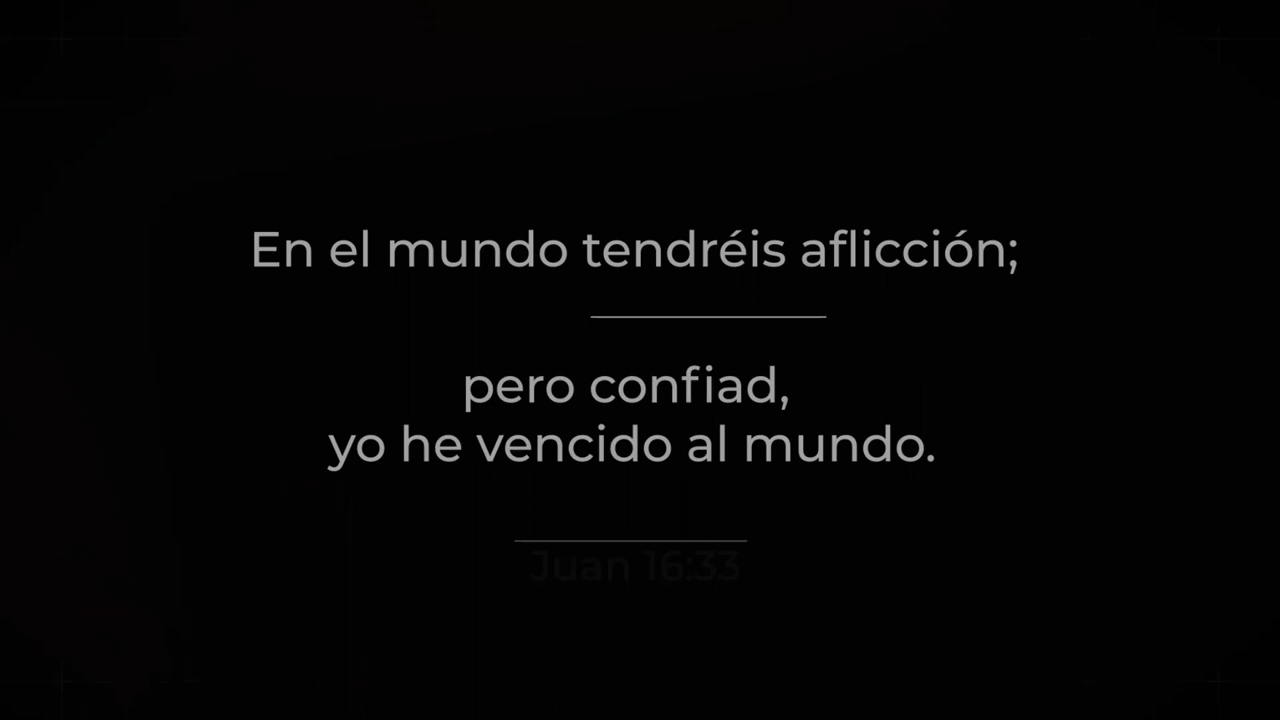 En el mundo tendréis aflicción;
pero confiad,
yo he vencido al mundo.
Juan 16:33